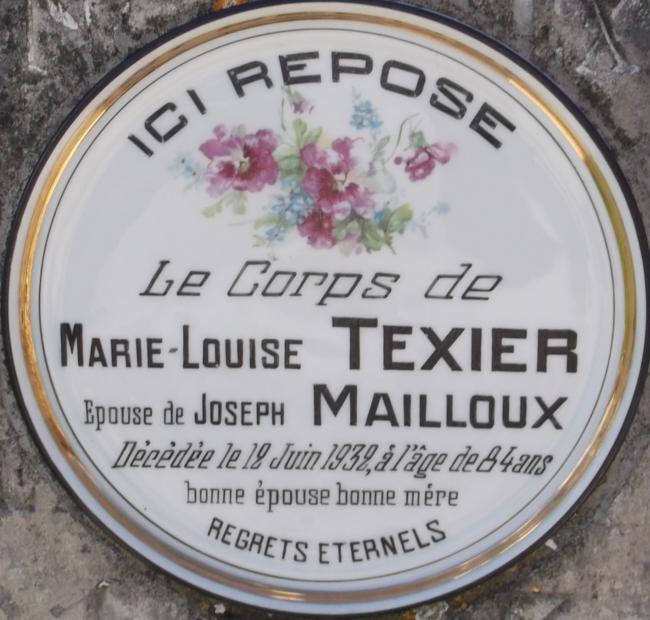 ICI REPOSE
Le Corps de
MARIE-LOUISE TEXIER
Epouse de JOSEPH MAILLOUX
Décédée le 12 Juin 1932, à l'âge de 84 ans
bonne épouse bonne mére
REGRETS ETERNELS